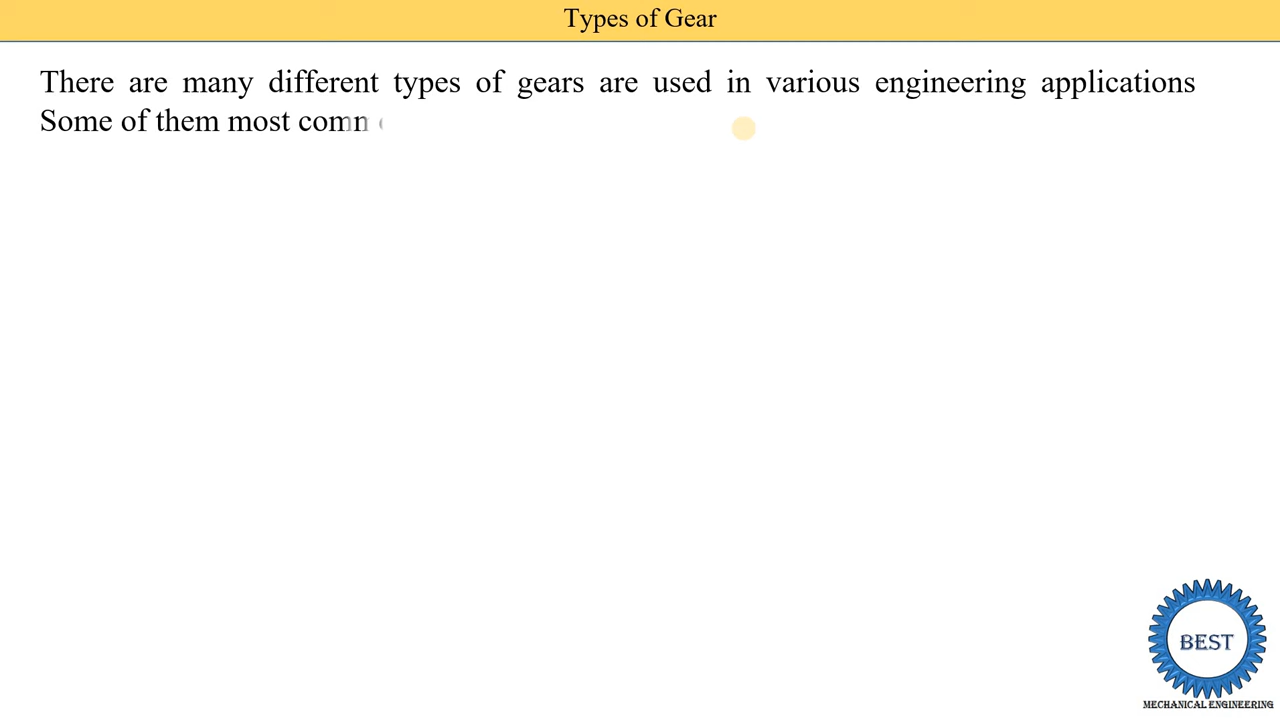 Types of Gear
There are many different types of gears are used in various engineering applications
Some of them most
BEST
MECHANICAL ENGINEERING